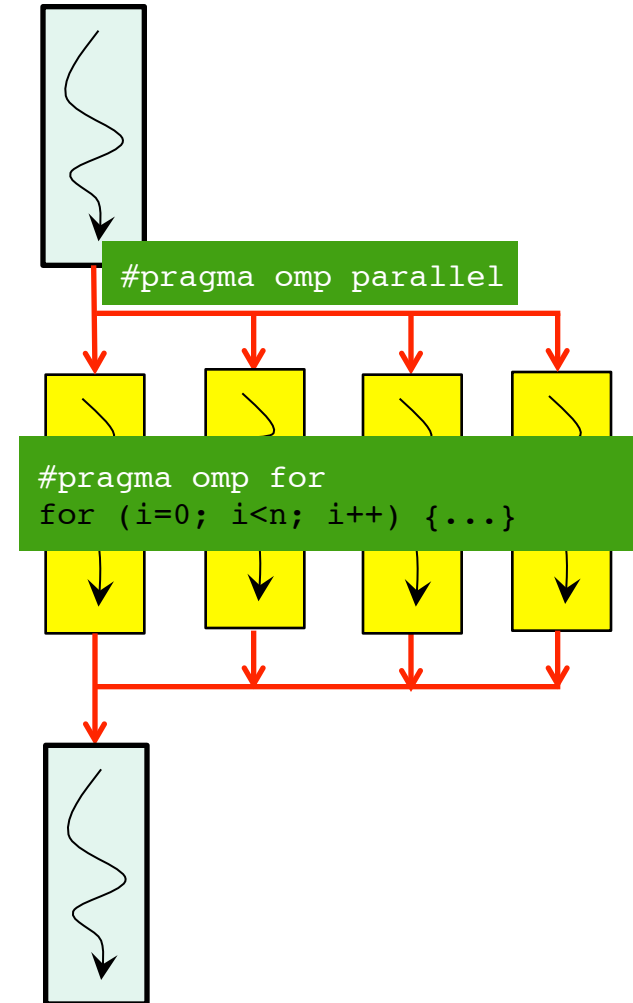 #pragma omp parallel
#pragma omp for
for (i=0; i<n; i++) {...}